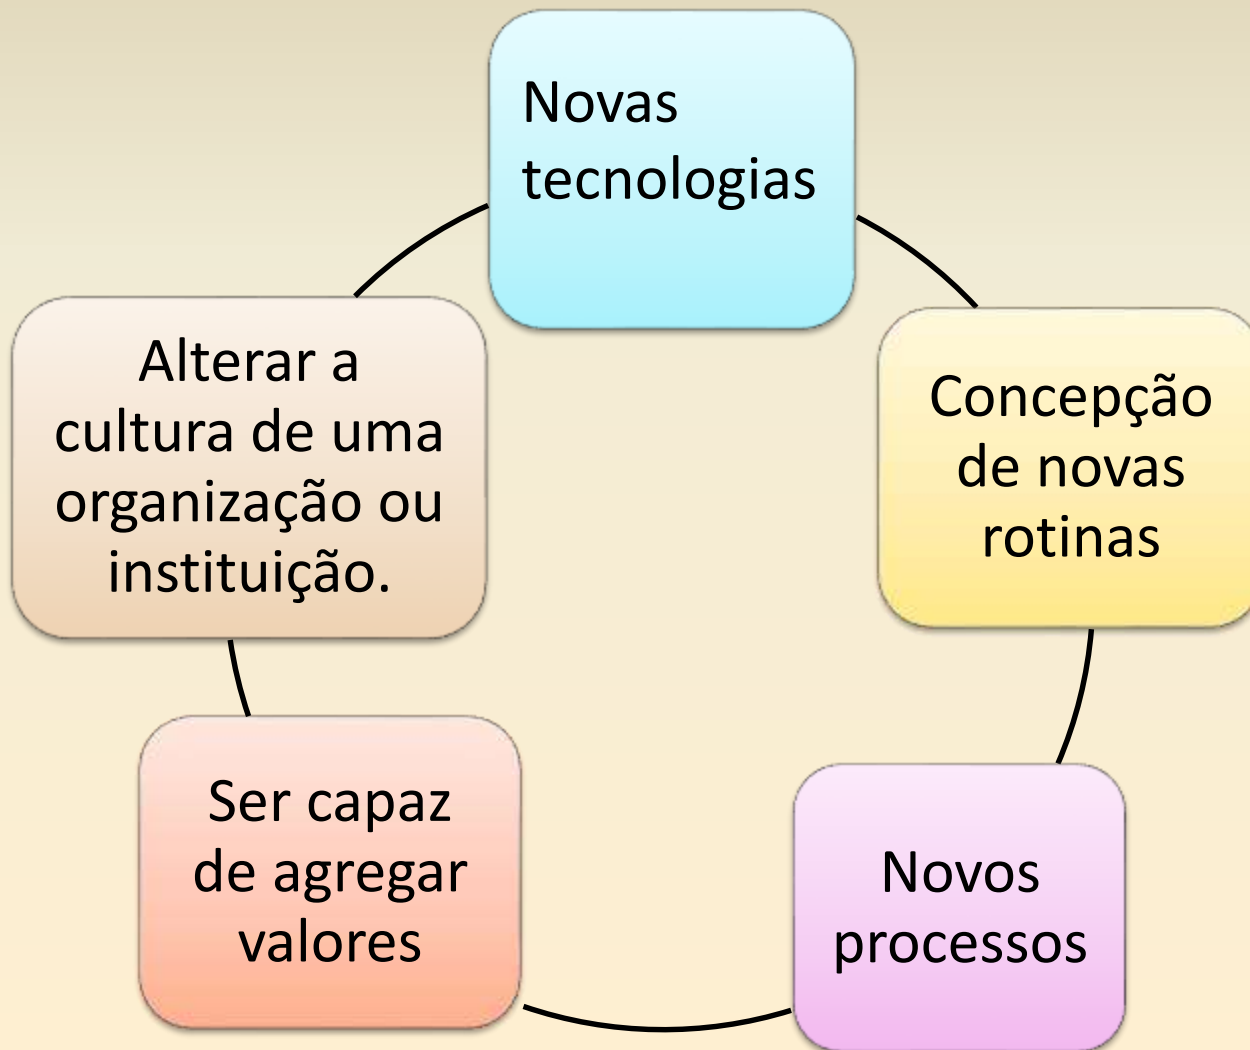 Novas
tecnologias
Concepção
de novas
rotinas
Novos
processos
Ser capaz
de agregar
valores
Alterar a
cultura de uma
organização ou
instituição.